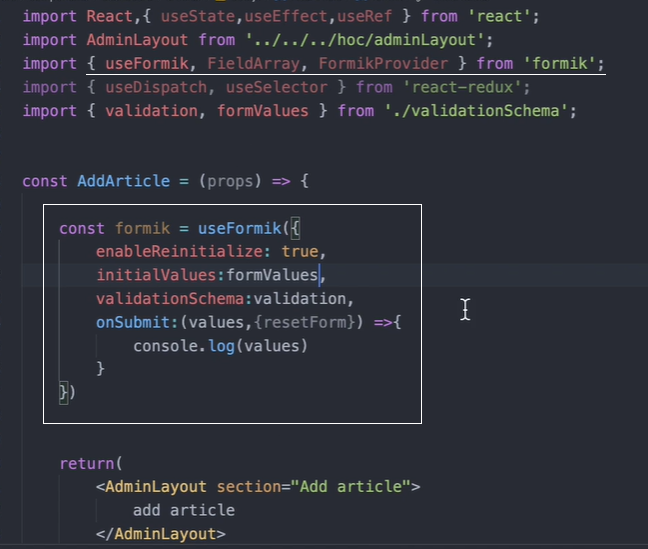 import React,{ useState,useEffect,useRef } from 'react';
import AdminLayout from '../../../hoc/adminLayout';
import { useFormik, FieldArray, FormikProvider } from 'formik';
import { useDispatch, useSelector } from 'react-redux';
import { validation, formValues } from './validationSchema';
const AddArticle = (props) => {
const formik = useFormik({
enableReinitialize: true,
initialValues:formValues,
validationSchema:validation,
onSubmit:(values,{resetForm}) =>{
console.log(values)
}
})
return(
<AdminLayout section="Add article">
add article
</AdminLayout>